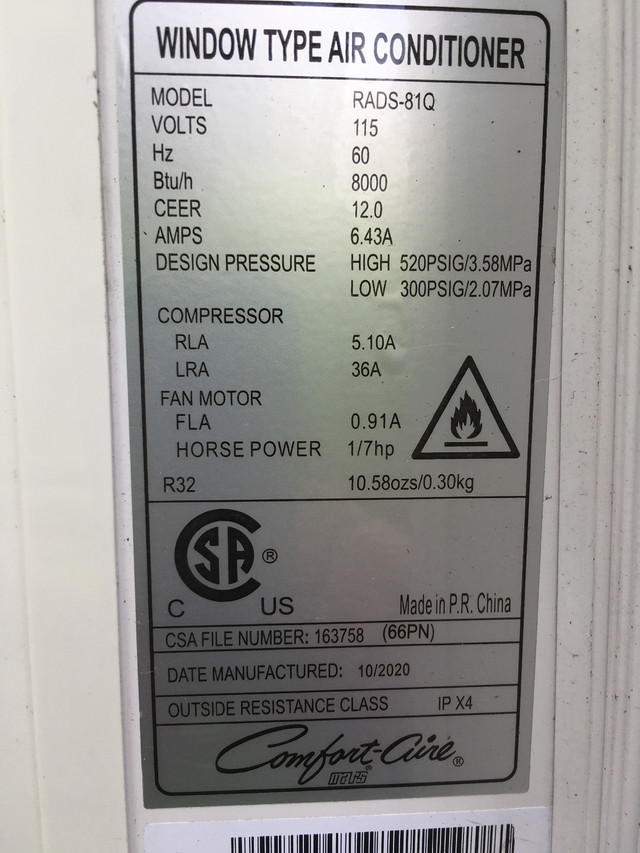 WINDOW TYPE AIR CONDITIONER
MODEL RADS-81Q
VOLTS 115
Hz 60
Btu/h 8000
CEER 12.0
AMPS 6.43A
DESIGN PRESSURE HIGH 520PSIG/3.58MPa
LOW 300PSIG/2.07MPa
COMPRESSOR
RLA 5.10A
LRA 36A
FAN MOTOR
FLA 0.91A
HORSE POWER 1/7hp
R32 10.58ozs/0.30kg
CSA ®
C US Made in P.R. China
CSA FILE NUMBER: 163758 (66PN)
DATE MANUFACTURED: 10/2020
OUTSIDE RESISTANCE CLASS IP X4
Comfort-Aire ®
mars ®